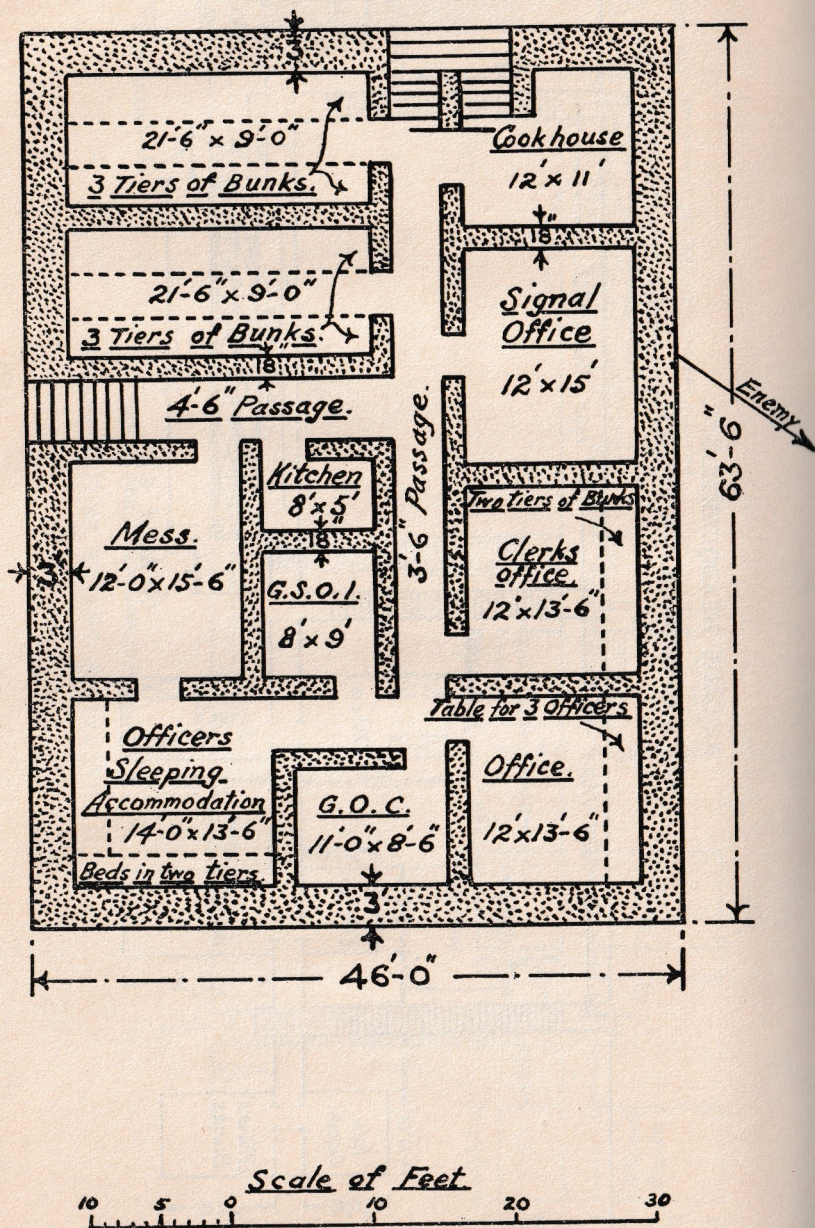 3'
21'-6" x 9'-0"
3 Tiers of Bunks.
Cookhouse
12' x 11'
18"
21'-6" x 9'-0"
3 Tiers of Bunks.
18"
Signal
Office
12' x 15'
4'-6" Passage.
3'-6" Passage.
Enemy
63'-6"
Kitchen
8' x 5'
18"
Mess.
12'-0" x 15'-6"
3'
G.S.O.I.
8' x 9'
Two tiers of Bunks
Clerks
office.
12' x 13'-6"
Officers
Sleeping
Accommodation
14'-0" x 13'-6"
Beds in two tiers.
G.O.C.
11'-0" x 8'-6"
3'
Table for 3 Officers
Office.
12' x 13'-6"
46'-0"
Scale of Feet.
10 5 0 10 20 30